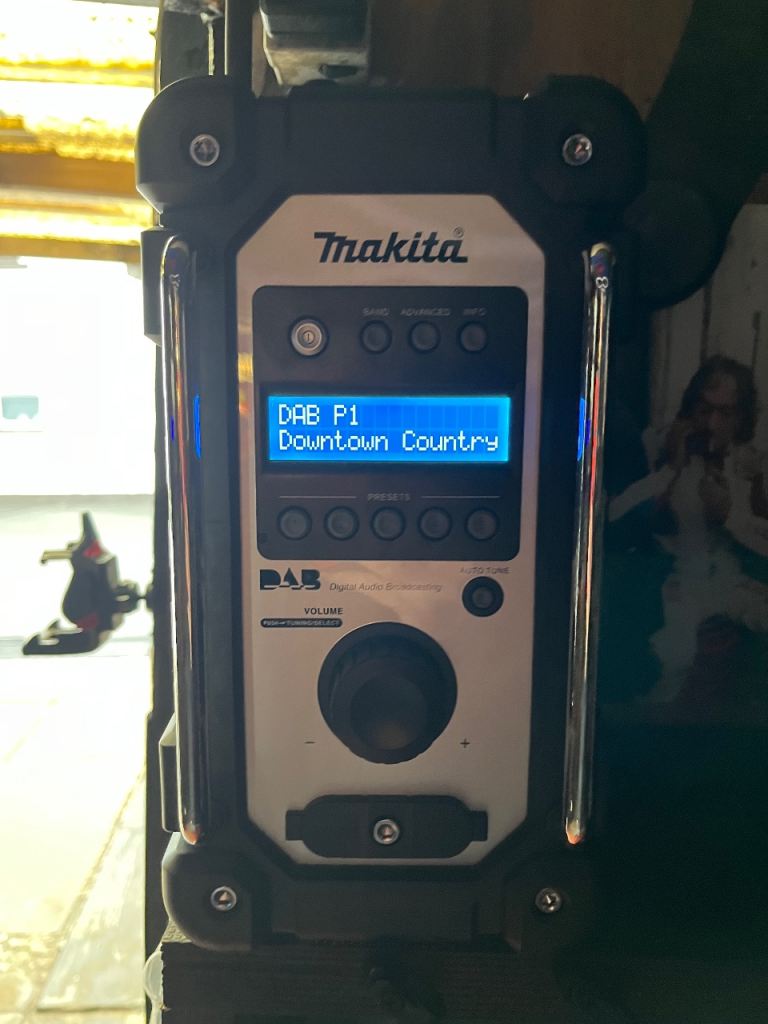 makita®
BAND ADVANCED INFO
DAB P1
Downtown Country
PRESETS
DAB Digital Audio Broadcasting
AUTO TUNE
VOLUME
PUSH-TUNING/SELECT
- +